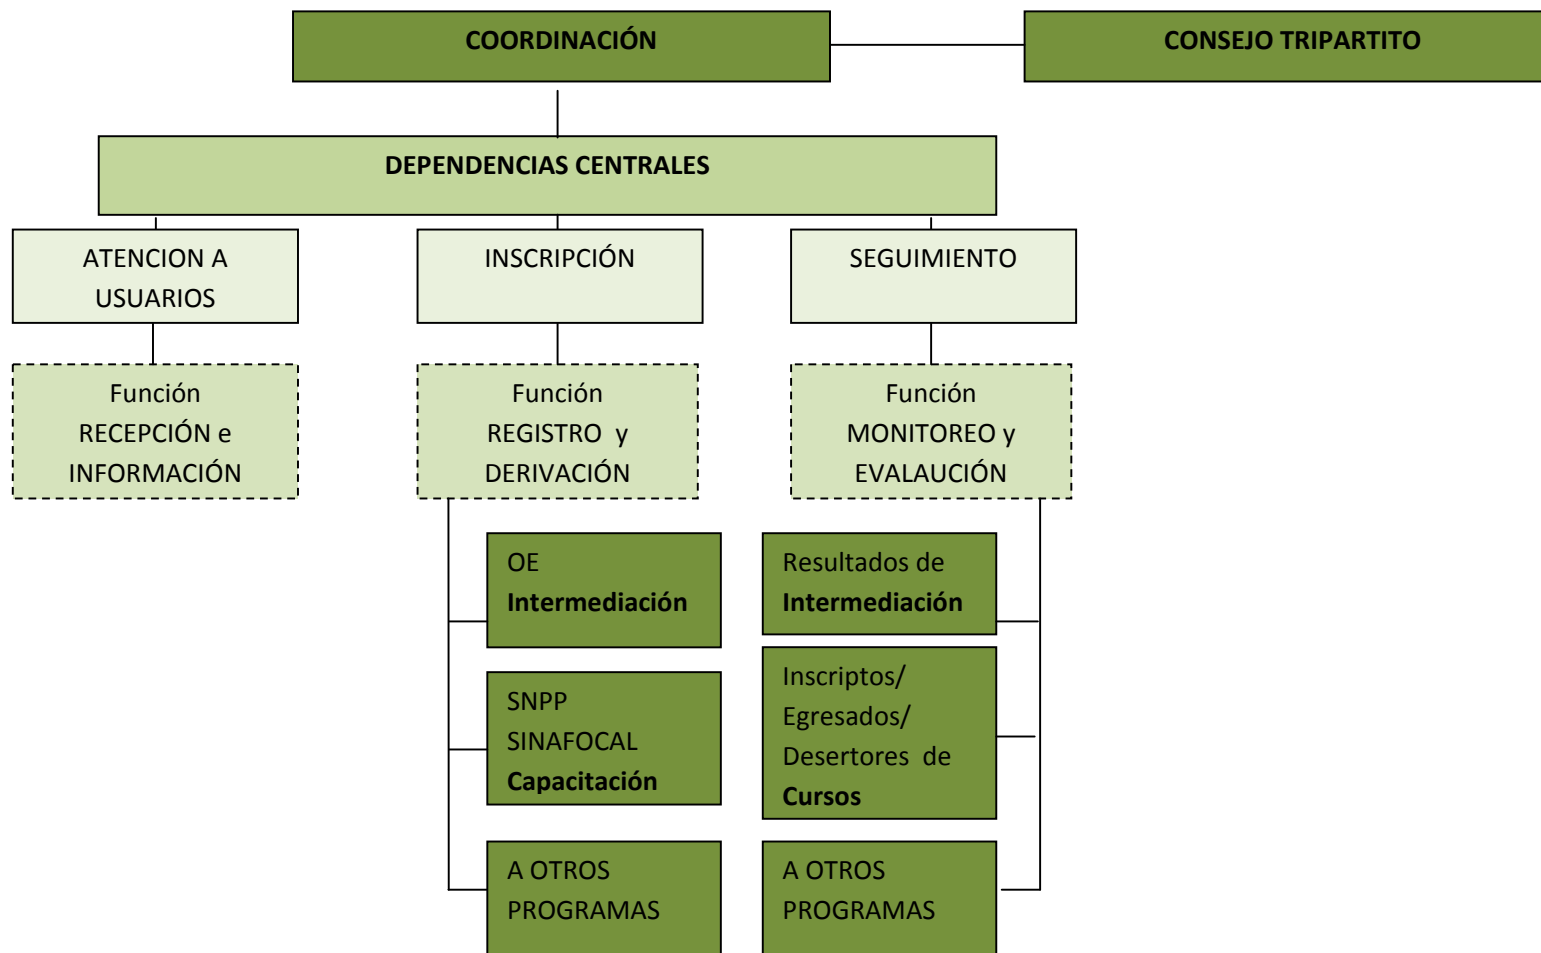 COORDINACIÓN
CONSEJO TRIPARTITO
DEPENDENCIAS CENTRALES
ATENCION A
USUARIOS
INSCRIPCIÓN
SEGUIMIENTO
Función
RECEPCIÓN e
INFORMACIÓN
Función
REGISTRO y
DERIVACIÓN
Función
MONITOREO y
EVALAUCIÓN
OE
Intermediación
SNPP
SINAFOCAL
Capacitación
A OTROS
PROGRAMAS
Resultados de
Intermediación
Inscriptos/
Egresados/
Desertores de
Cursos
A OTROS
PROGRAMAS